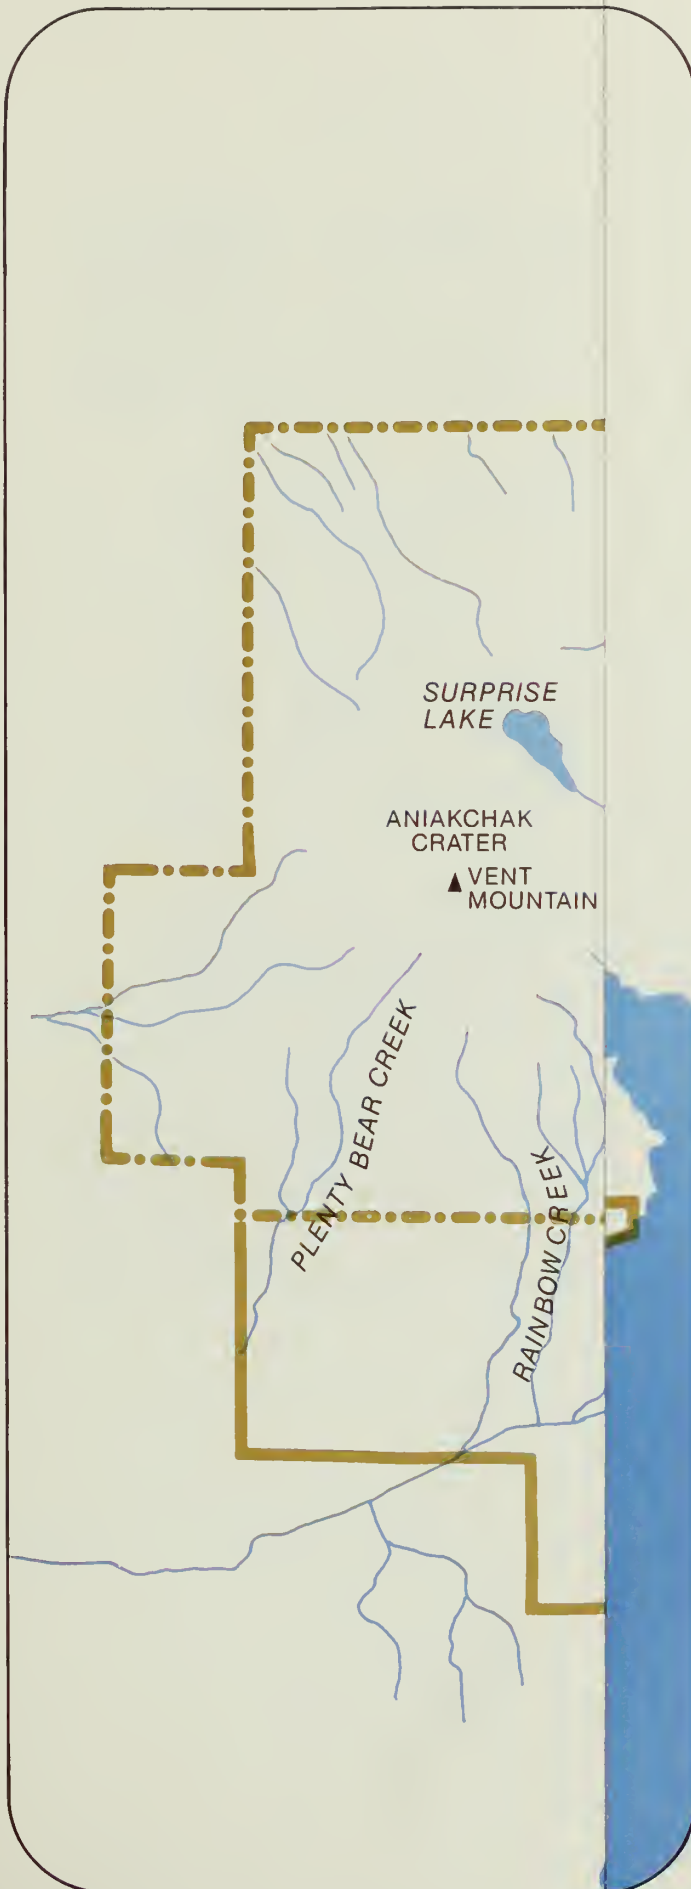 SURPRISE
LAKE
ANIAKCHAK
CRATER
VENT
MOUNTAIN
PLENTY BEAR CREEK
RAINBOW CREEK